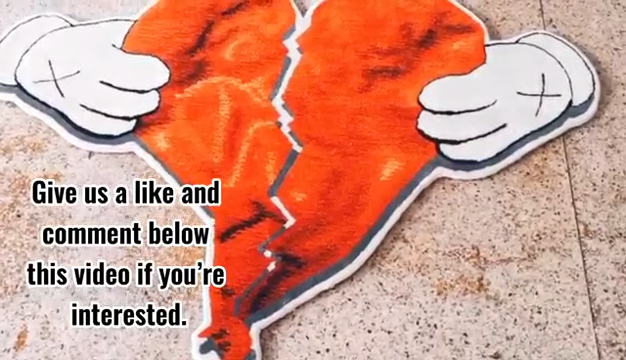 Give us a like and
comment below
this video if you're
interested.